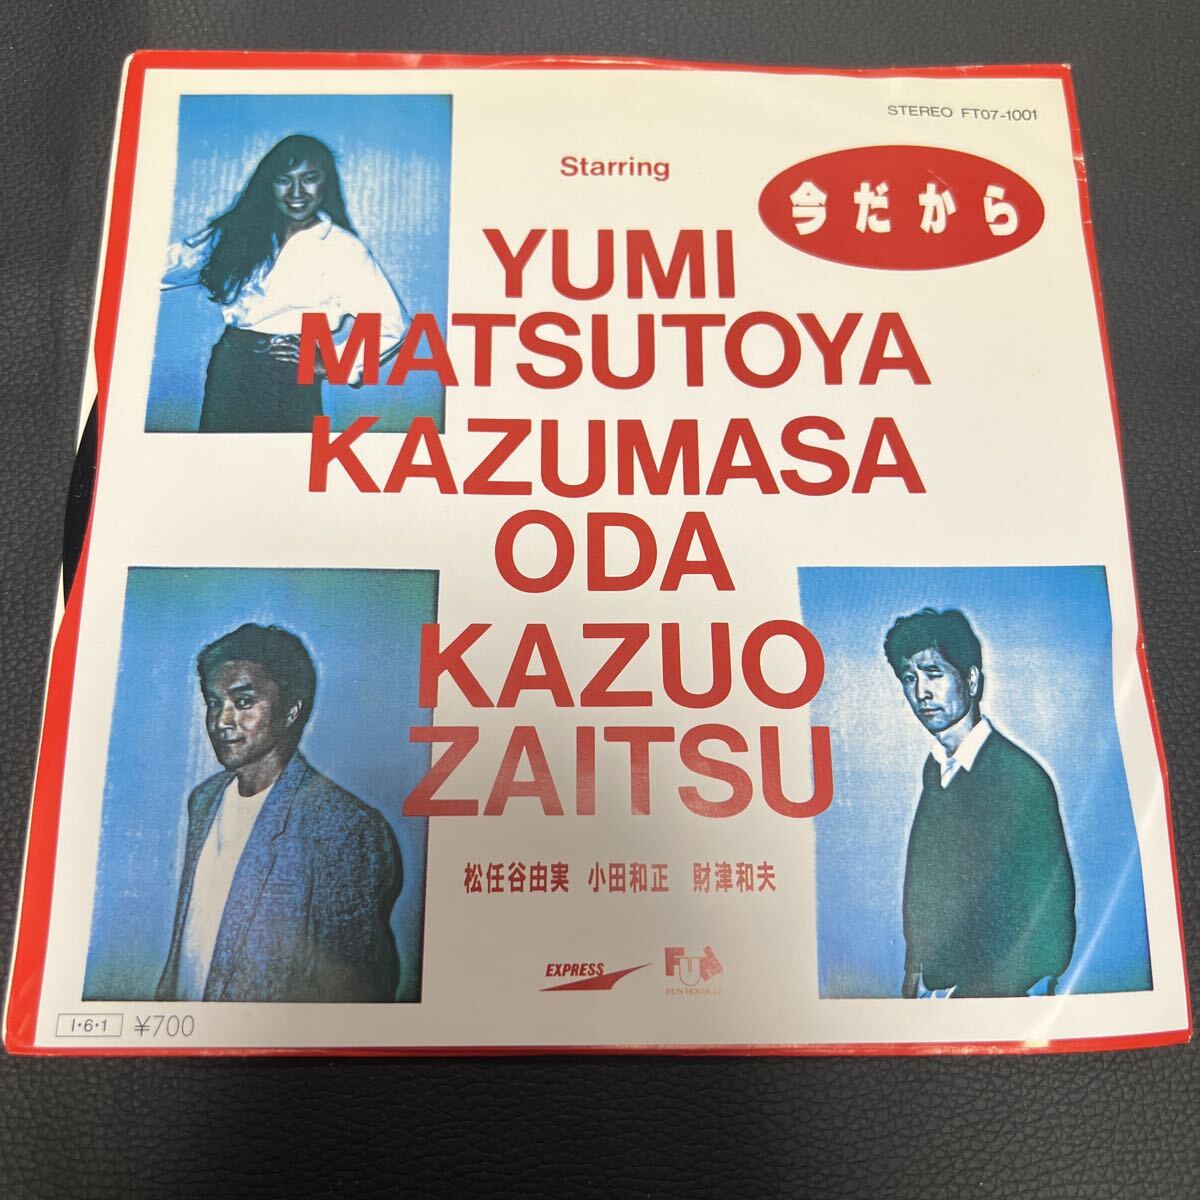 STEREO FT07-1001
今だから
Starring
YUMI
MATSUTOYA
KAZUMASA
ODA
KAZUO
ZAITSU
松任谷由実 小田和正 財津和夫
EXPRESS
FUN
FUN HOUSE
I·6·1 ¥700